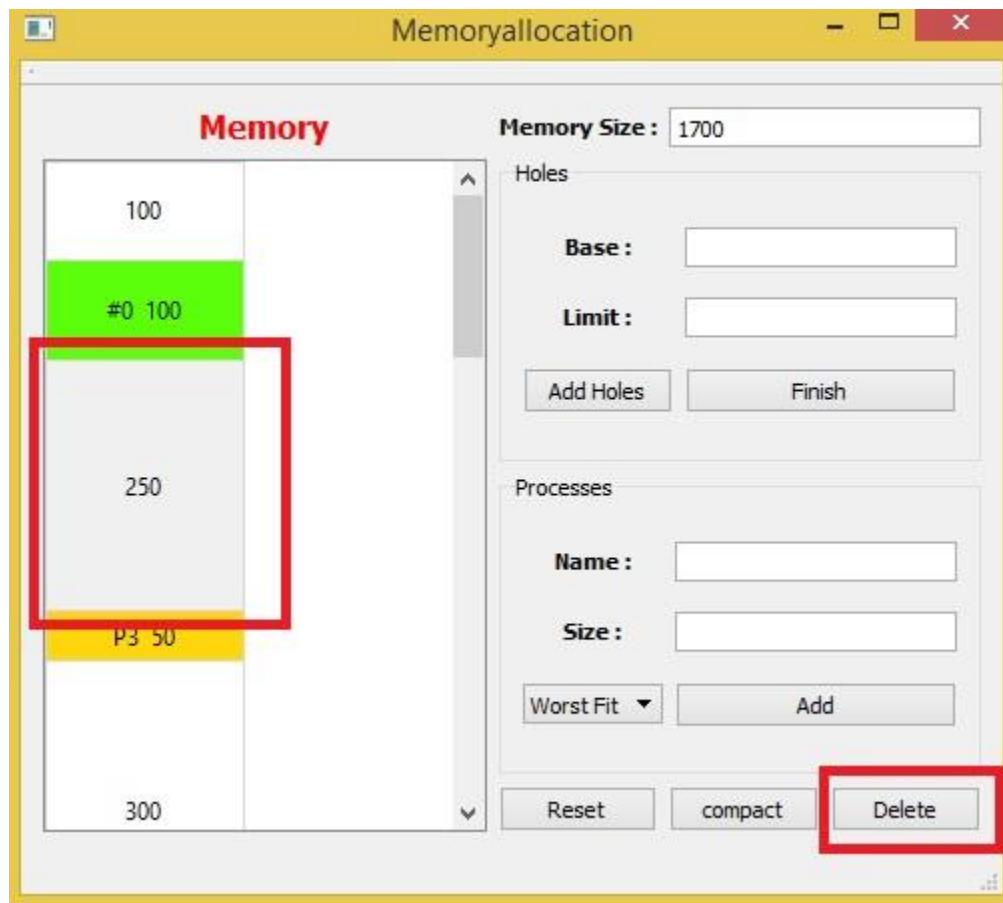 Memoryallocation
Memory
100
#0 100
250
P3 50
300
Memory Size : 1700
Holes
Base :
Limit :
Add Holes
Finish
Processes
Name :
Size :
Worst Fit
Add
Reset
compact
Delete